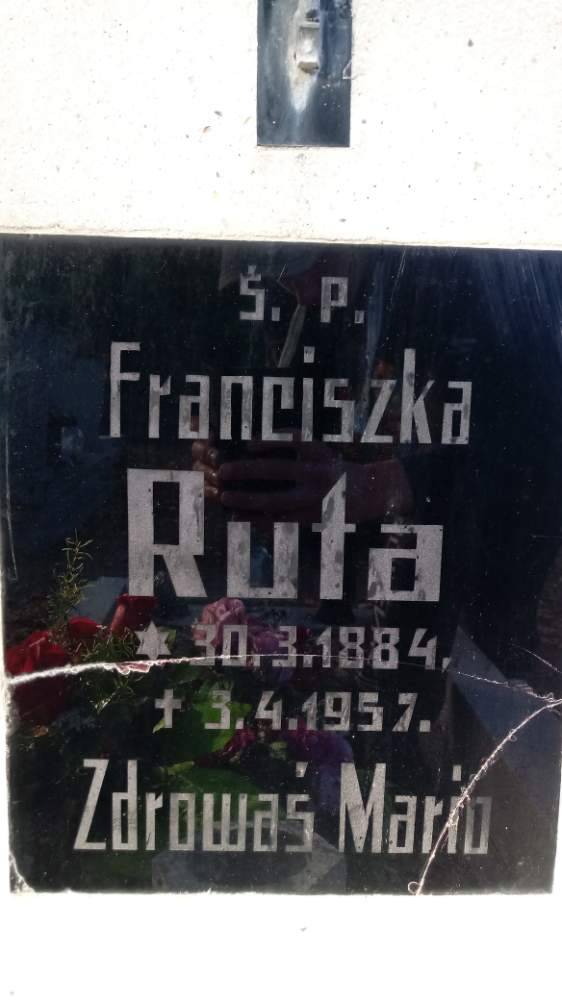 Ś. P.
Franciszka
Ruta
★ 30.3.1884.
✝ 3.4.1957.
Zdrowaś Mario